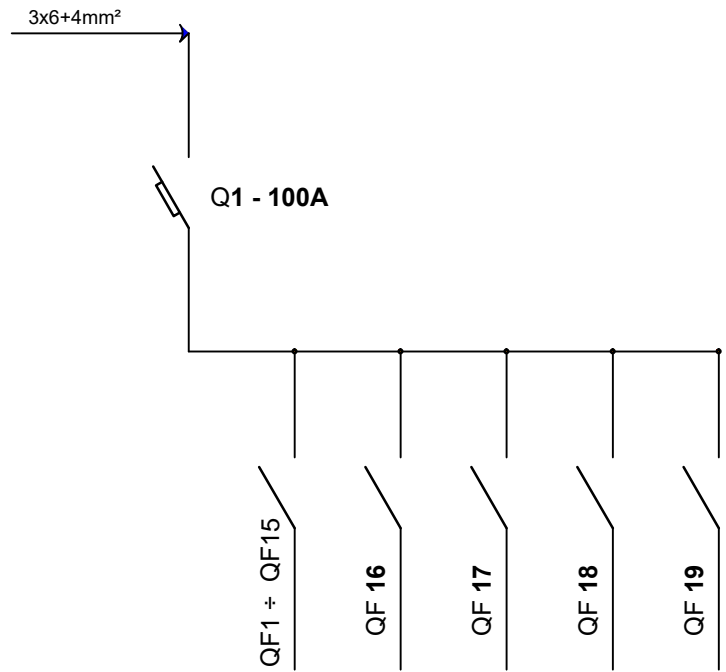 3x6+4mm²
Q1 - 100A
QF1 ÷ QF15
QF 16
QF 17
QF 18
QF 19